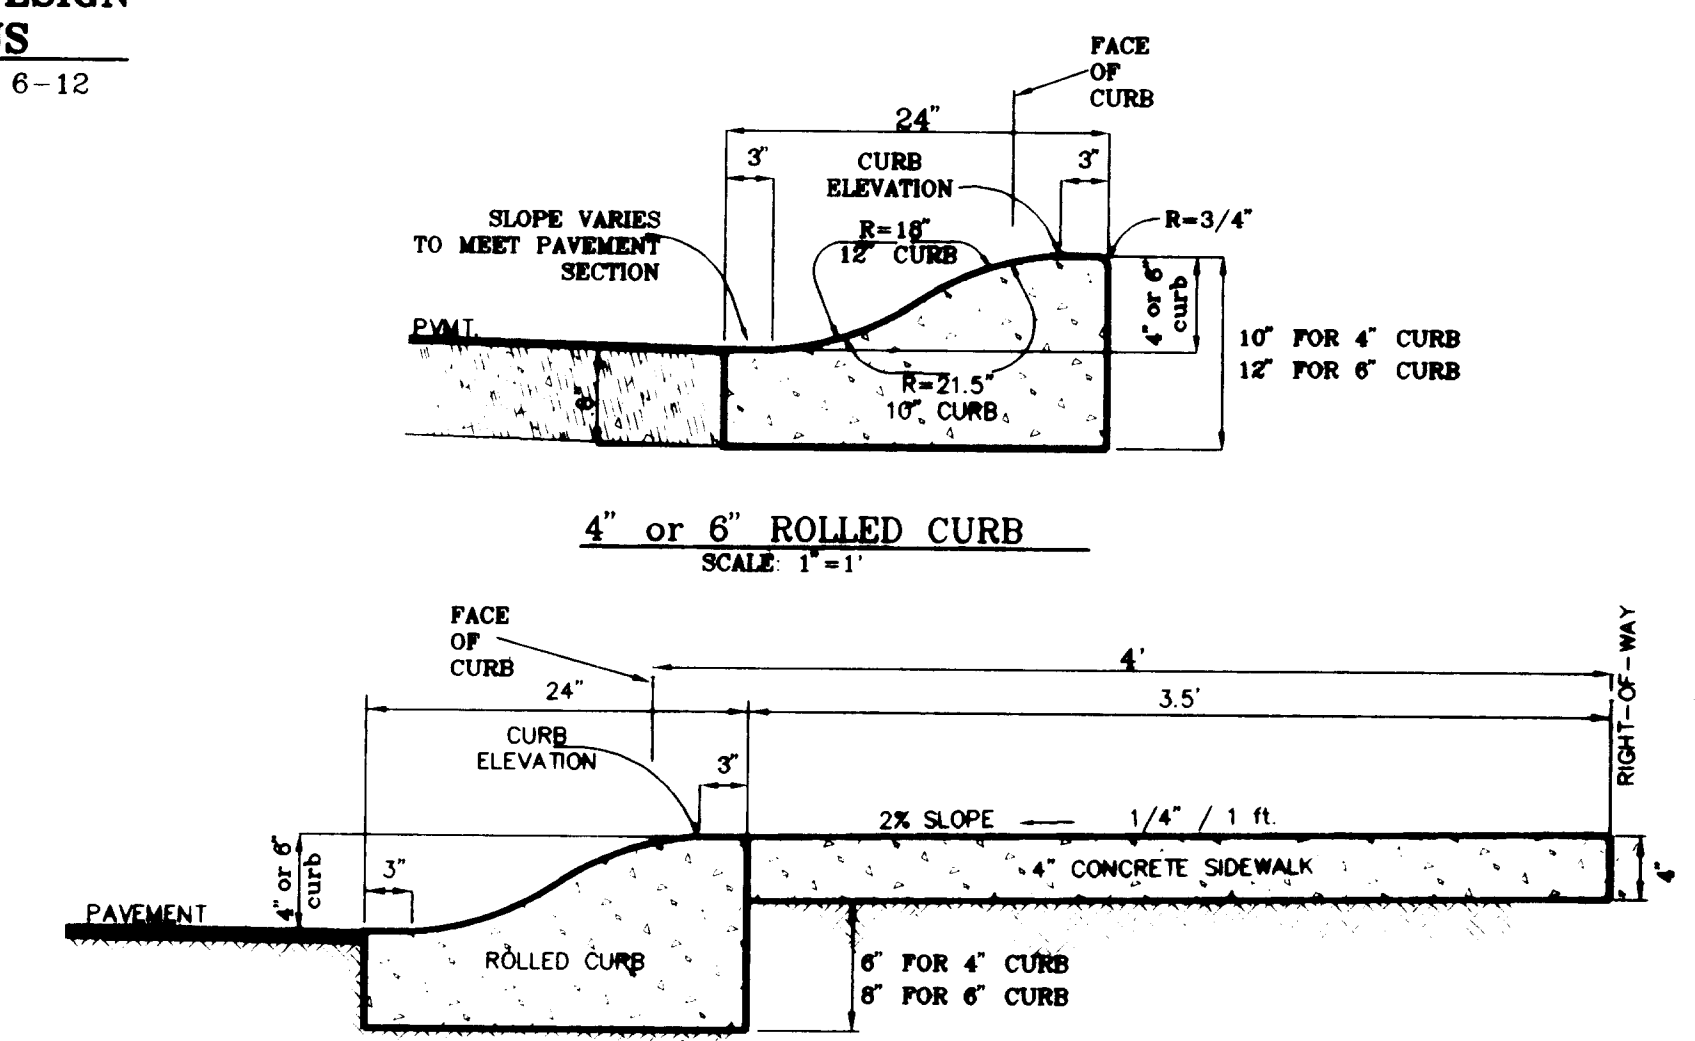 6-12
FACE
OF
CURB
24"
3"
CURB
ELEVATION
3"
SLOPE VARIES
TO MEET PAVEMENT
SECTION
R=18"
12" CURB
R=3/4"
PVMT.
6"
4" or 6"
curb
10" FOR 4" CURB
12" FOR 6" CURB
R=21.5"
10" CURB
4" or 6" ROLLED CURB
SCALE: 1"=1'
FACE
OF
CURB
4'
24"
3.5'
RIGHT-OF-WAY
CURB
ELEVATION
3"
2% SLOPE 1/4" / 1 ft.
4" or 6"
curb
3"
4" CONCRETE SIDEWALK
4"
PAVEMENT
ROLLED CURB
6" FOR 4" CURB
8" FOR 6" CURB